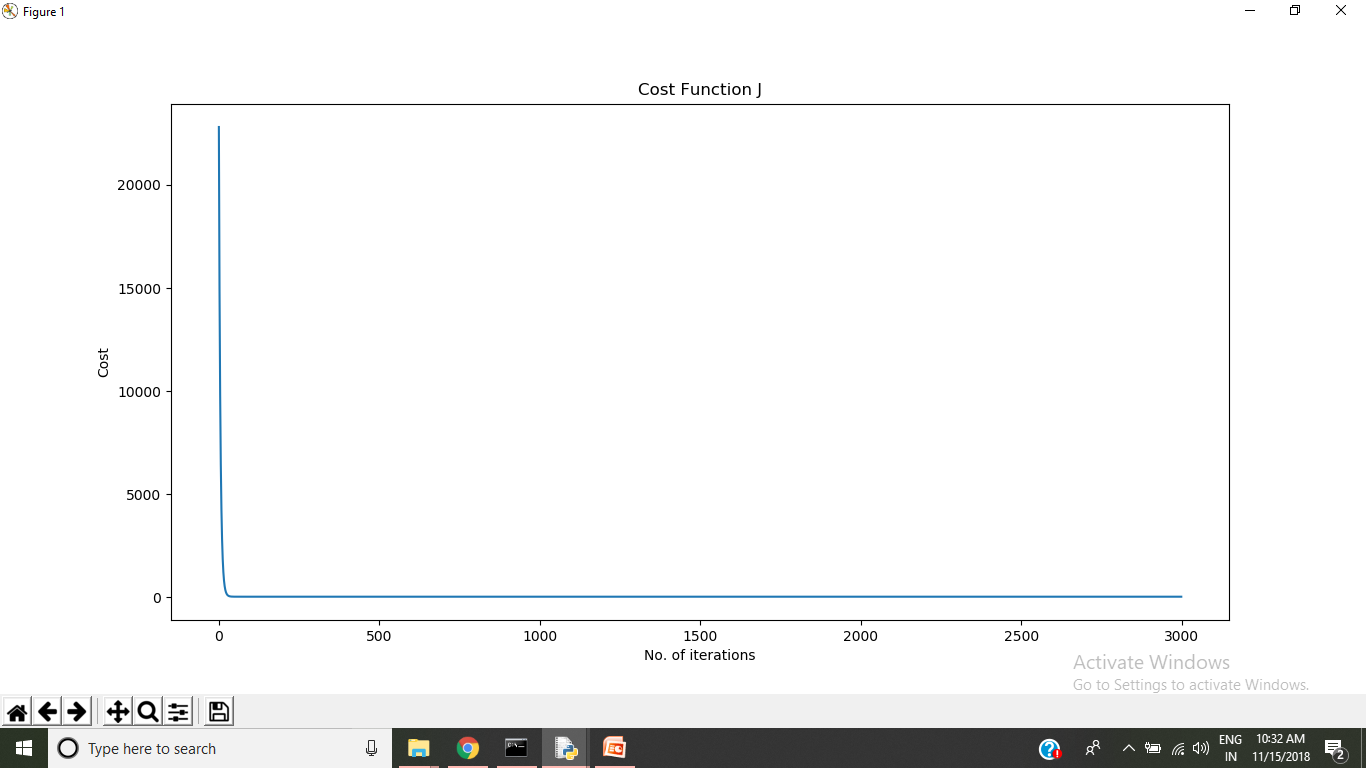 Figure 1
Cost Function J
20000
15000
10000
5000
0
Cost
0 500 1000 1500 2000 2500 3000
No. of iterations
Activate Windows
Go to Settings to activate Windows.
Type here to search
ENG
IN
10:32 AM
11/15/2018
2